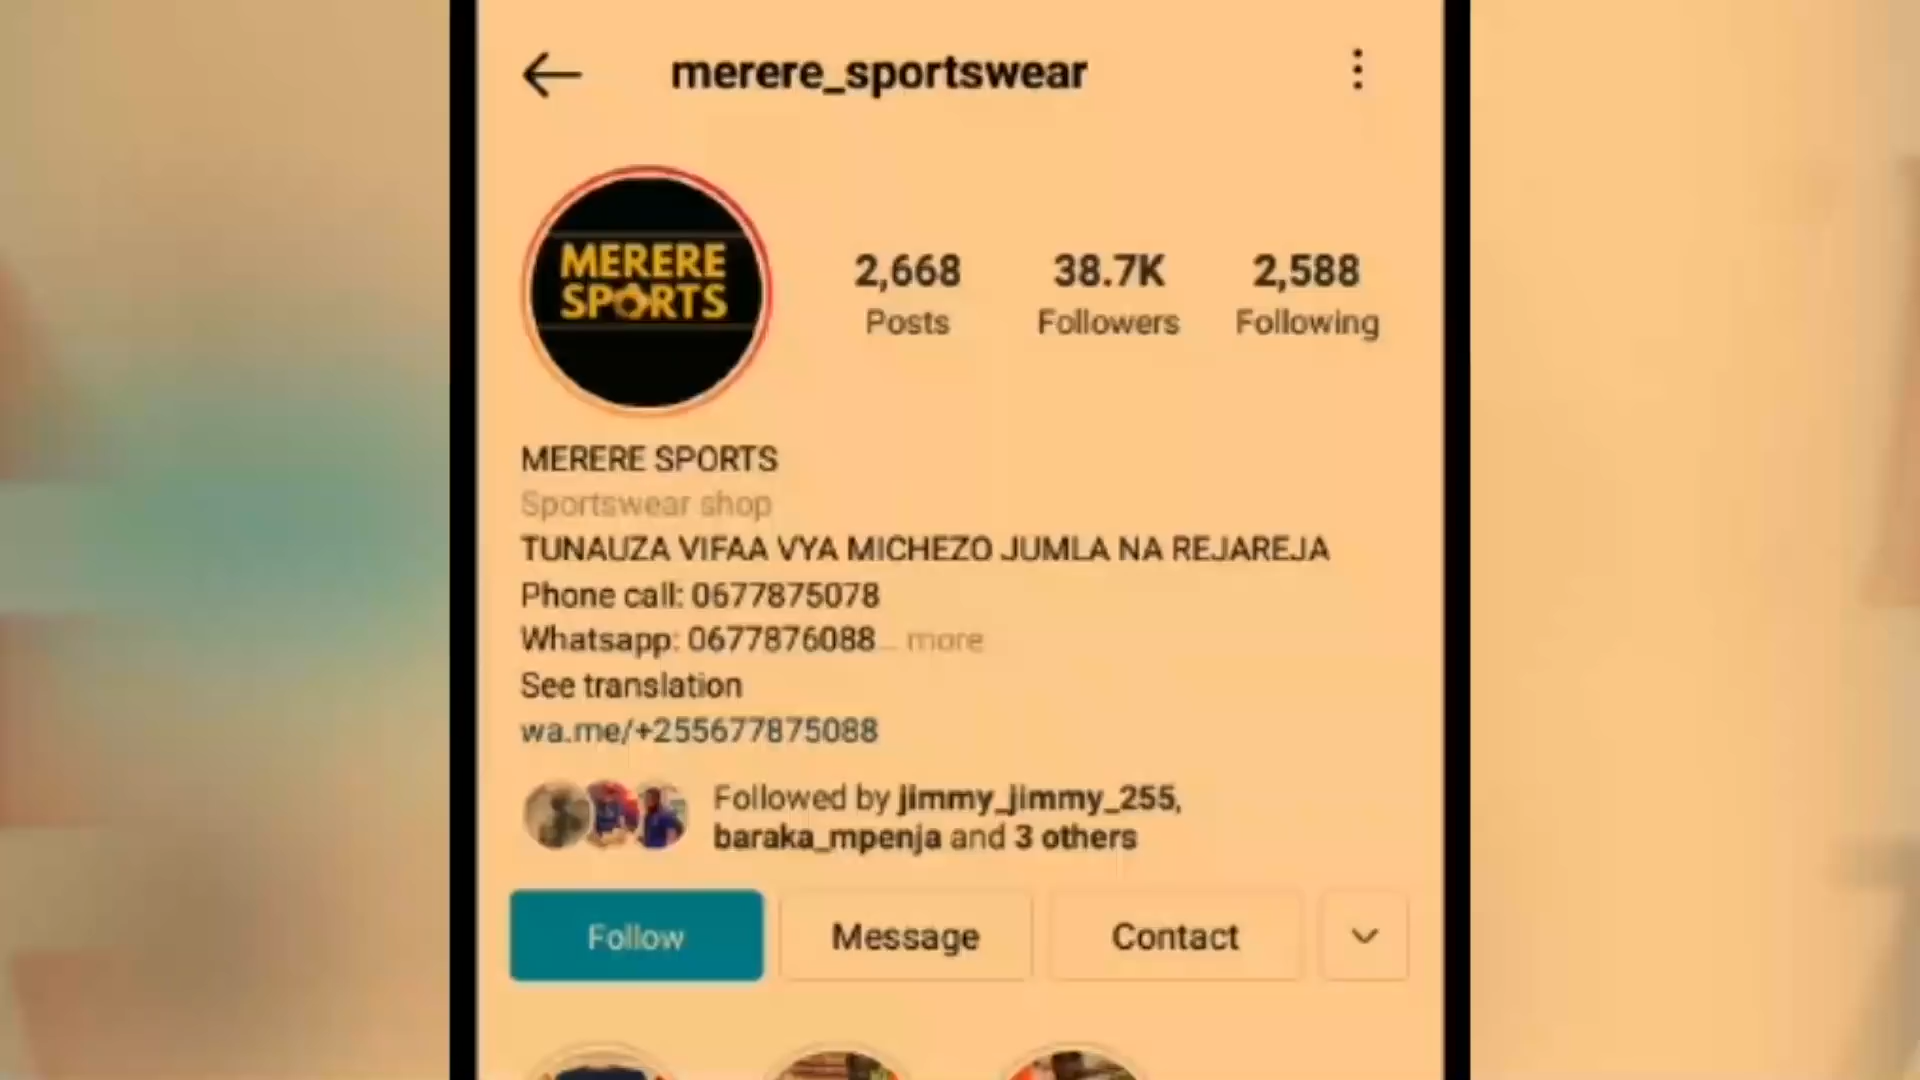 merere_sportswear
MERERE
SPORTS
2,668
Posts
38.7K
Followers
2,588
Following
MERERE SPORTS
Sportswear shop
TUNAUZA VIFAA VYA MICHEZO JUMLA NA REJAREJA
Phone call: 0677875078
Whatsapp: 0677876088... more
See translation
wa.me/+255677875088
Followed by jimmy_jimmy_255,
baraka_mpenja and 3 others
Follow
Message
Contact